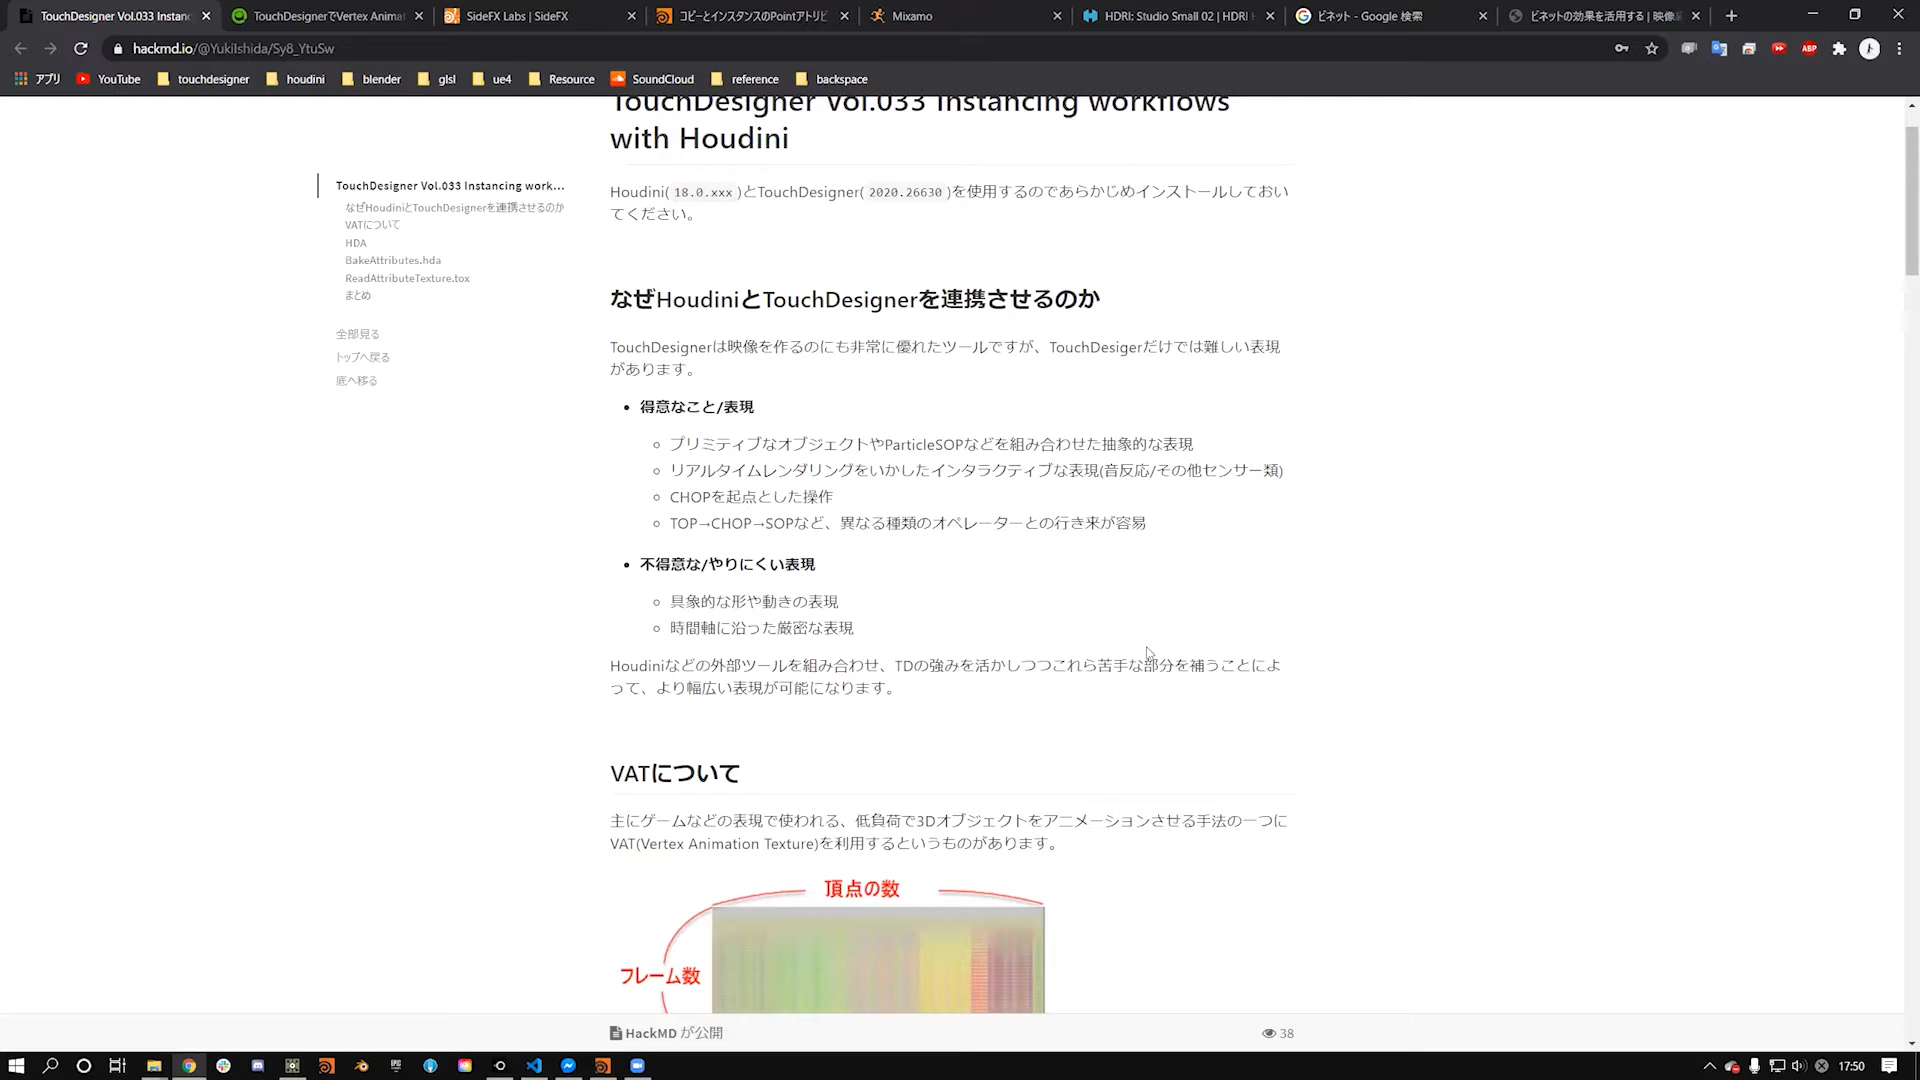 TouchDesigner Vol.033 Instanc
TouchDesignerでVertex Animat
SideFX Labs | SideFX
コピーとインスタンスのPointアトリビ
Mixamo
HDRI: Studio Small 02 | HDRI
ビネット - Google 検索
ビネットの効果を活用する | 映像
hackmd.io/@YukiIshida/Sy8_YtuSw
アプリ
YouTube
touchdesigner
houdini
blender
glsl
ue4
Resource
SoundCloud
reference
backspace
TouchDesigner Vol.033 Instancing workflows
with Houdini
TouchDesigner Vol.033 Instancing work...
なぜHoudiniとTouchDesignerを連携させるのか
VATについて
HDA
BakeAttributes.hda
ReadAttributeTexture.tox
まとめ
全部見る
トップへ戻る
底へ移る
Houdini( 18.0.xxx )とTouchDesigner( 2020.26630 )を使用するのであらかじめインストールしておい
てください。
なぜHoudiniとTouchDesignerを連携させるのか
TouchDesignerは映像を作るのにも非常に優れたツールですが、TouchDesigerだけでは難しい表現
があります。
得意なこと/表現
プリミティブなオブジェクトやParticleSOPなどを組み合わせた抽象的な表現
リアルタイムレンダリングをいかしたインタラクティブな表現(音反応/その他センサー類)
CHOPを起点とした操作
TOP→CHOP→SOPなど、異なる種類のオペレーターとの行き来が容易
不得意な/やりにくい表現
具象的な形や動きの表現
時間軸に沿った厳密な表現
Houdiniなどの外部ツールを組み合わせ、TDの強みを活かしつつこれら苦手な部分を補うことによ
って、より幅広い表現が可能になります。
VATについて
主にゲームなどの表現で使われる、低負荷で3Dオブジェクトをアニメーションさせる手法の一つに
VAT(Vertex Animation Texture)を利用するというものがあります。
頂点の数
フレーム数
HackMD が公開
38
17:50